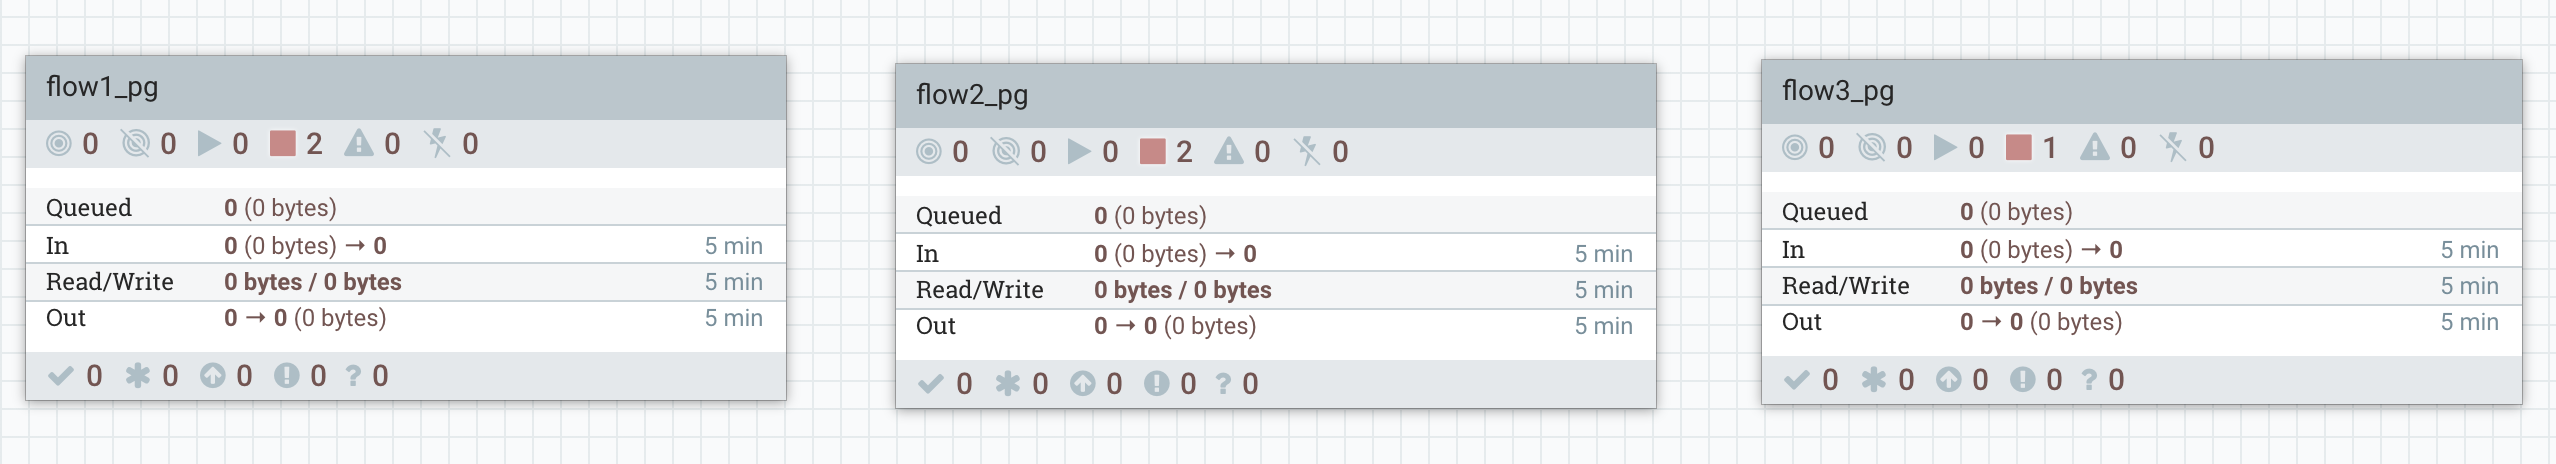 flow1_pg
0 0 0 2 0 0
Queued 0 (0 bytes)
In 0 (0 bytes) → 0 5 min
Read/Write 0 bytes / 0 bytes 5 min
Out 0 → 0 (0 bytes) 5 min
0 0 0 0 ? 0
flow2_pg
0 0 0 2 0 0
Queued 0 (0 bytes)
In 0 (0 bytes) → 0 5 min
Read/Write 0 bytes / 0 bytes 5 min
Out 0 → 0 (0 bytes) 5 min
0 0 0 0 ? 0
flow3_pg
0 0 0 1 0 0
Queued 0 (0 bytes)
In 0 (0 bytes) → 0 5 min
Read/Write 0 bytes / 0 bytes 5 min
Out 0 → 0 (0 bytes) 5 min
0 0 0 0 ? 0